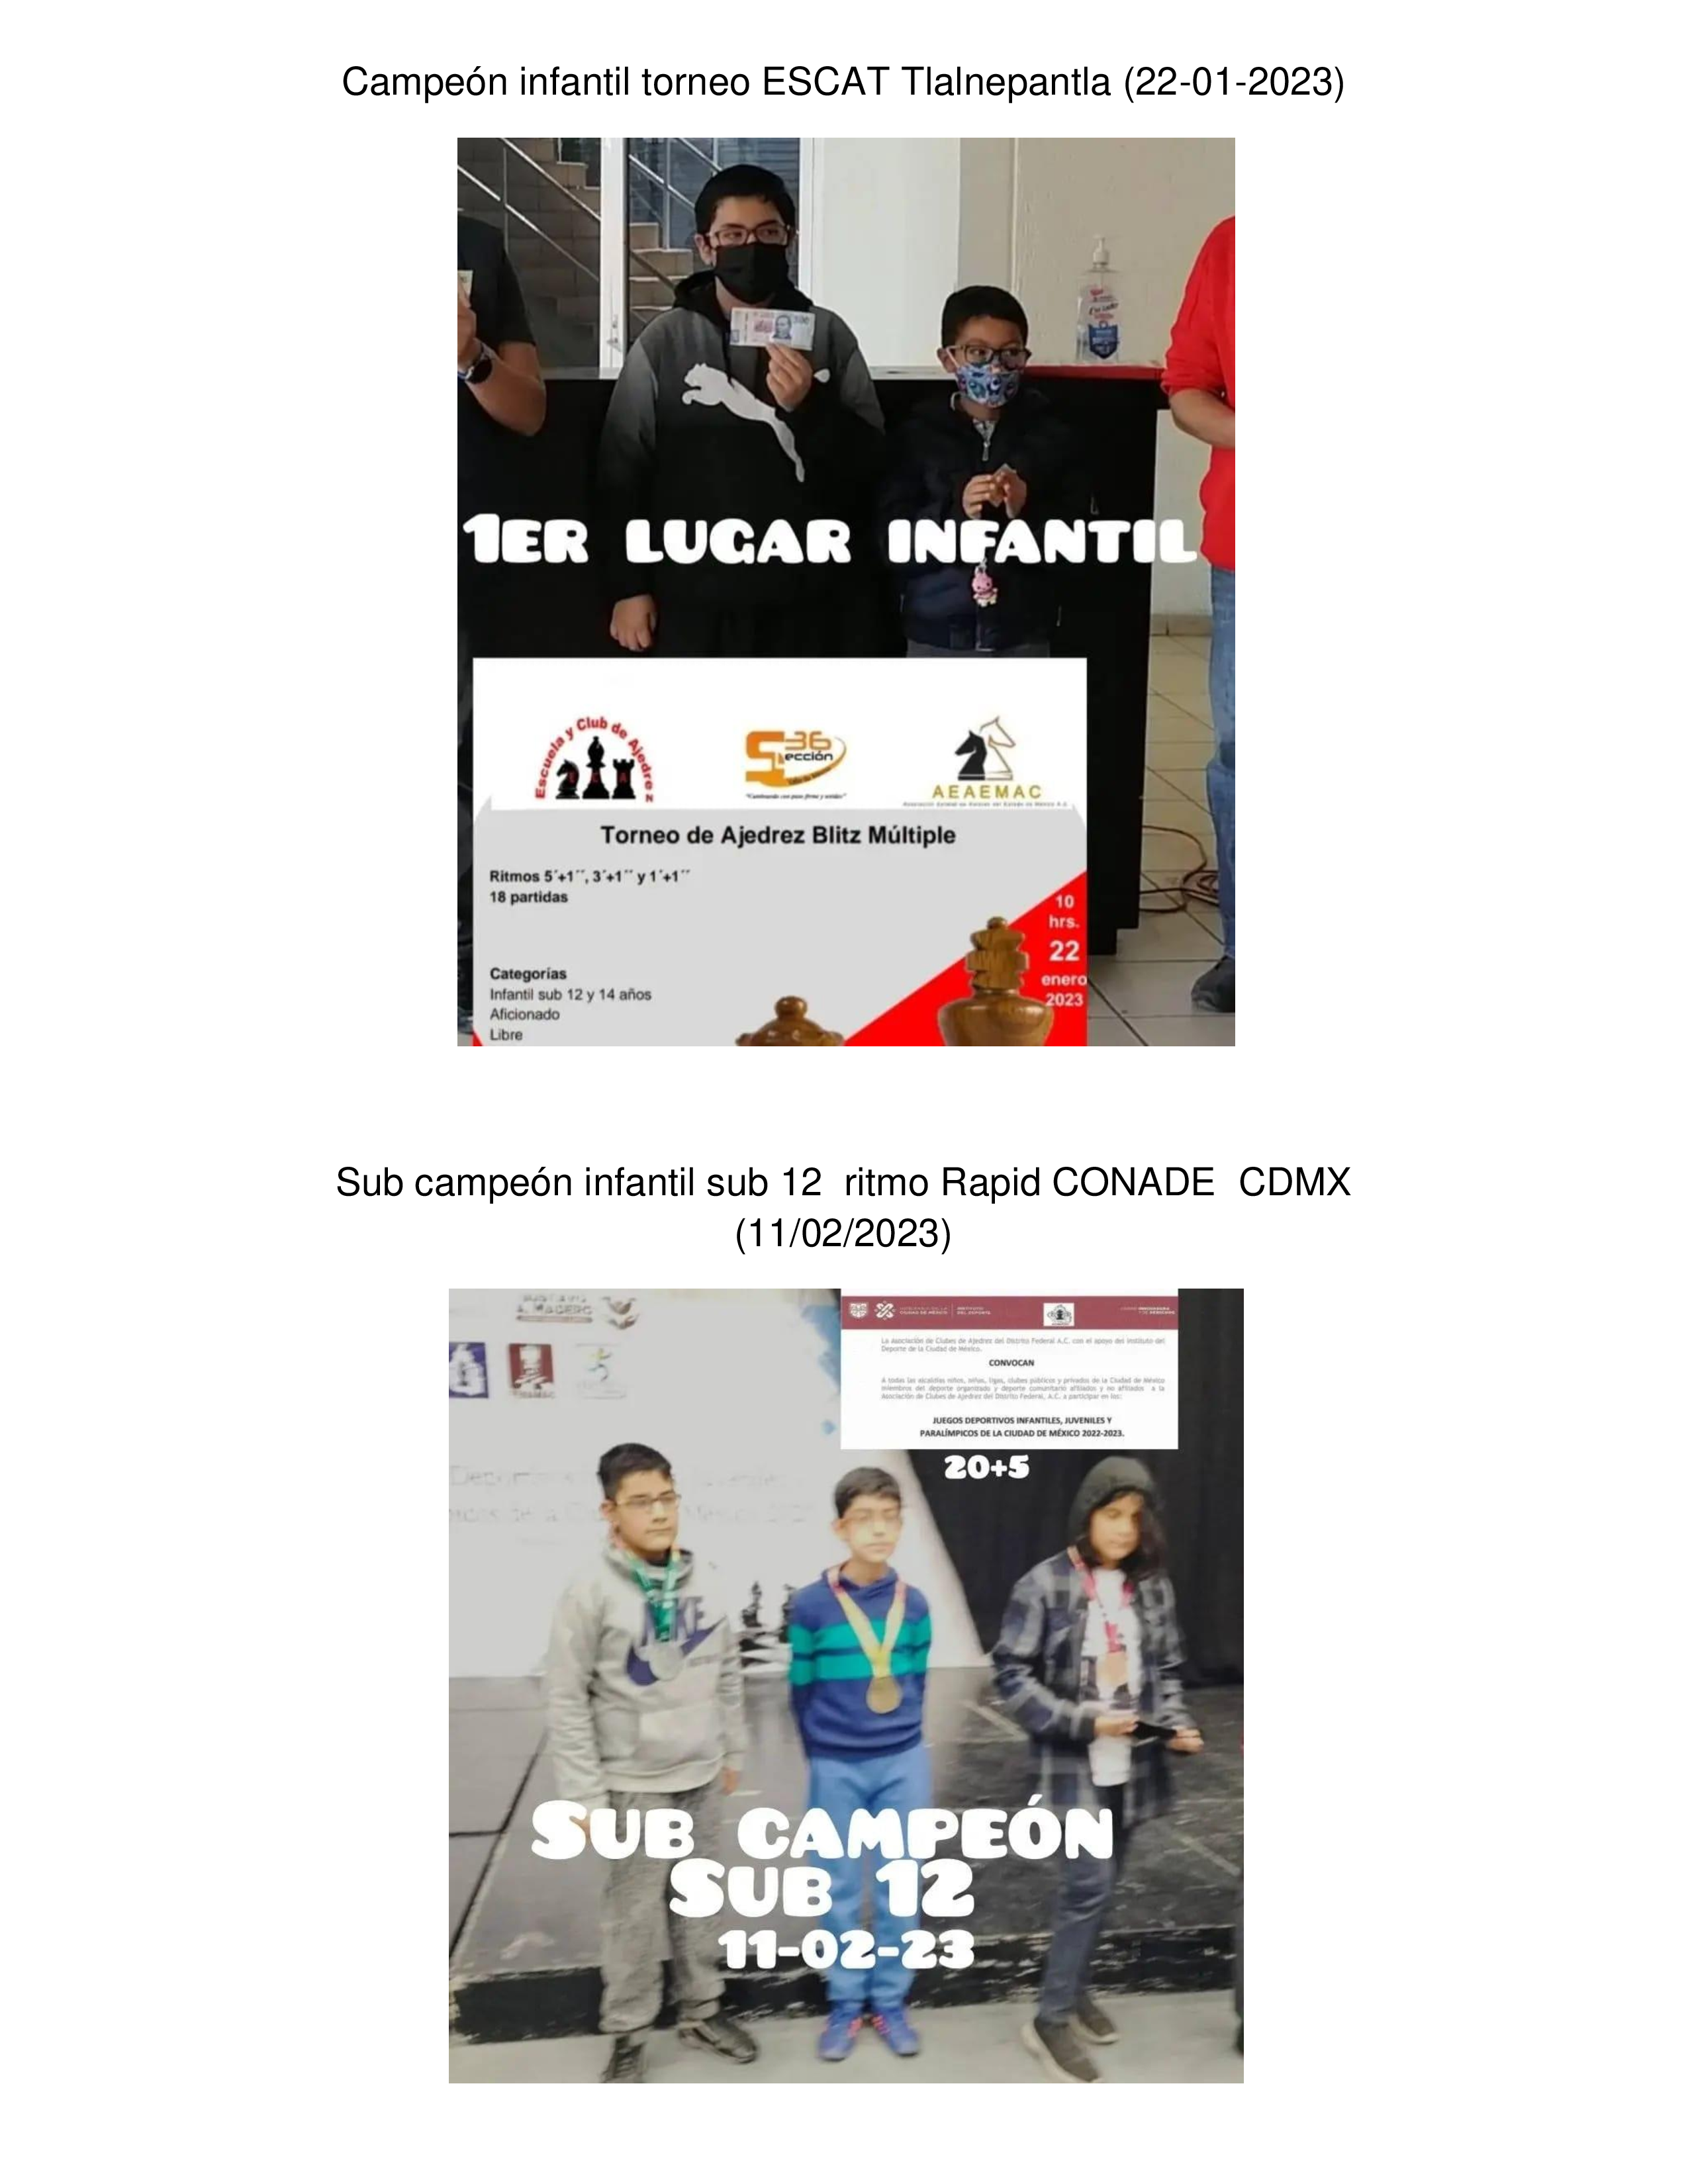 Campeón infantil torneo ESCAT Tlalnepantla (22-01-2023)
1ER LUGAR INFANTIL
Escuela y Club de Ajedrez
E C A
S36
ección
AEAEMAC
Torneo de Ajedrez Blitz Múltiple
Ritmos 5´+1´´, 3´+1´´ y 1´+1´´
18 partidas
10
hrs.
22
enero
2023
Categorías
Infantil sub 12 y 14 años
Aficionado
Libre
Sub campeón infantil sub 12 ritmo Rapid CONADE CDMX
(11/02/2023)
A. MADERO
La Asociación de Clubes de Ajedrez del Distrito Federal A.C. con el apoyo del Instituto del
Deporte de la Ciudad de México.
CONVOCAN
A todas las alcaldías niños, niñas, ligas, clubes públicos y privados de la Ciudad de México
miembros del deporte organizado y deporte comunitario afiliados y no afiliados a la
Asociación de Clubes de Ajedrez del Distrito Federal, A.C. a participar en los:
JUEGOS DEPORTIVOS INFANTILES, JUVENILES Y
PARALÍMPICOS DE LA CIUDAD DE MÉXICO 2022-2023.
20+5
NIKE
SUB CAMPEÓN
SUB 12
11-02-23